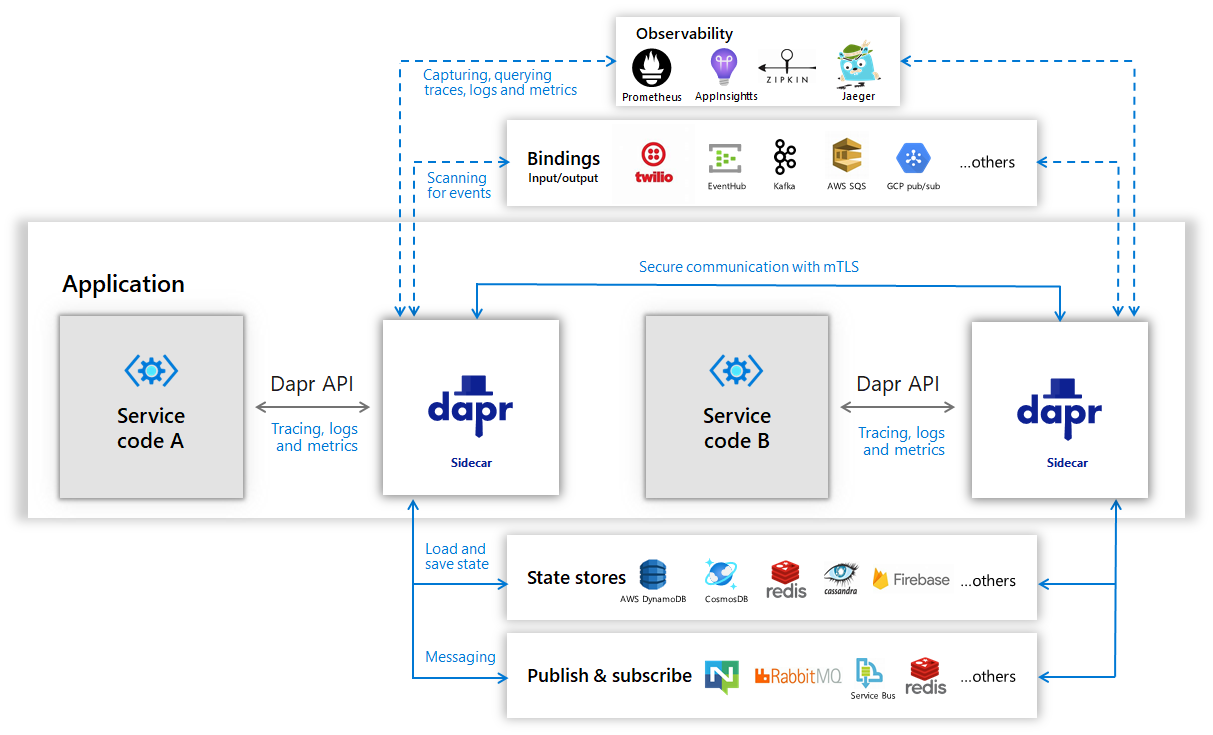 Observability
Prometheus
AppInsightts
ZIPKIN
Jaeger
Capturing, querying
traces, logs and metrics
Bindings
Input/output
twilio
EventHub
Kafka
AWS SQS
GCP pub/sub
...others
Scanning
for events
Application
Secure communication with mTLS
Service
code A
Dapr API
Tracing, logs
and metrics
dapr
Sidecar
Service
code B
Dapr API
Tracing, logs
and metrics
dapr
Sidecar
Load and
save state
State stores
AWS DynamoDB
CosmosDB
redis
cassandra
Firebase
...others
Messaging
Publish & subscribe
N
RabbitMQ
Service Bus
redis
...others